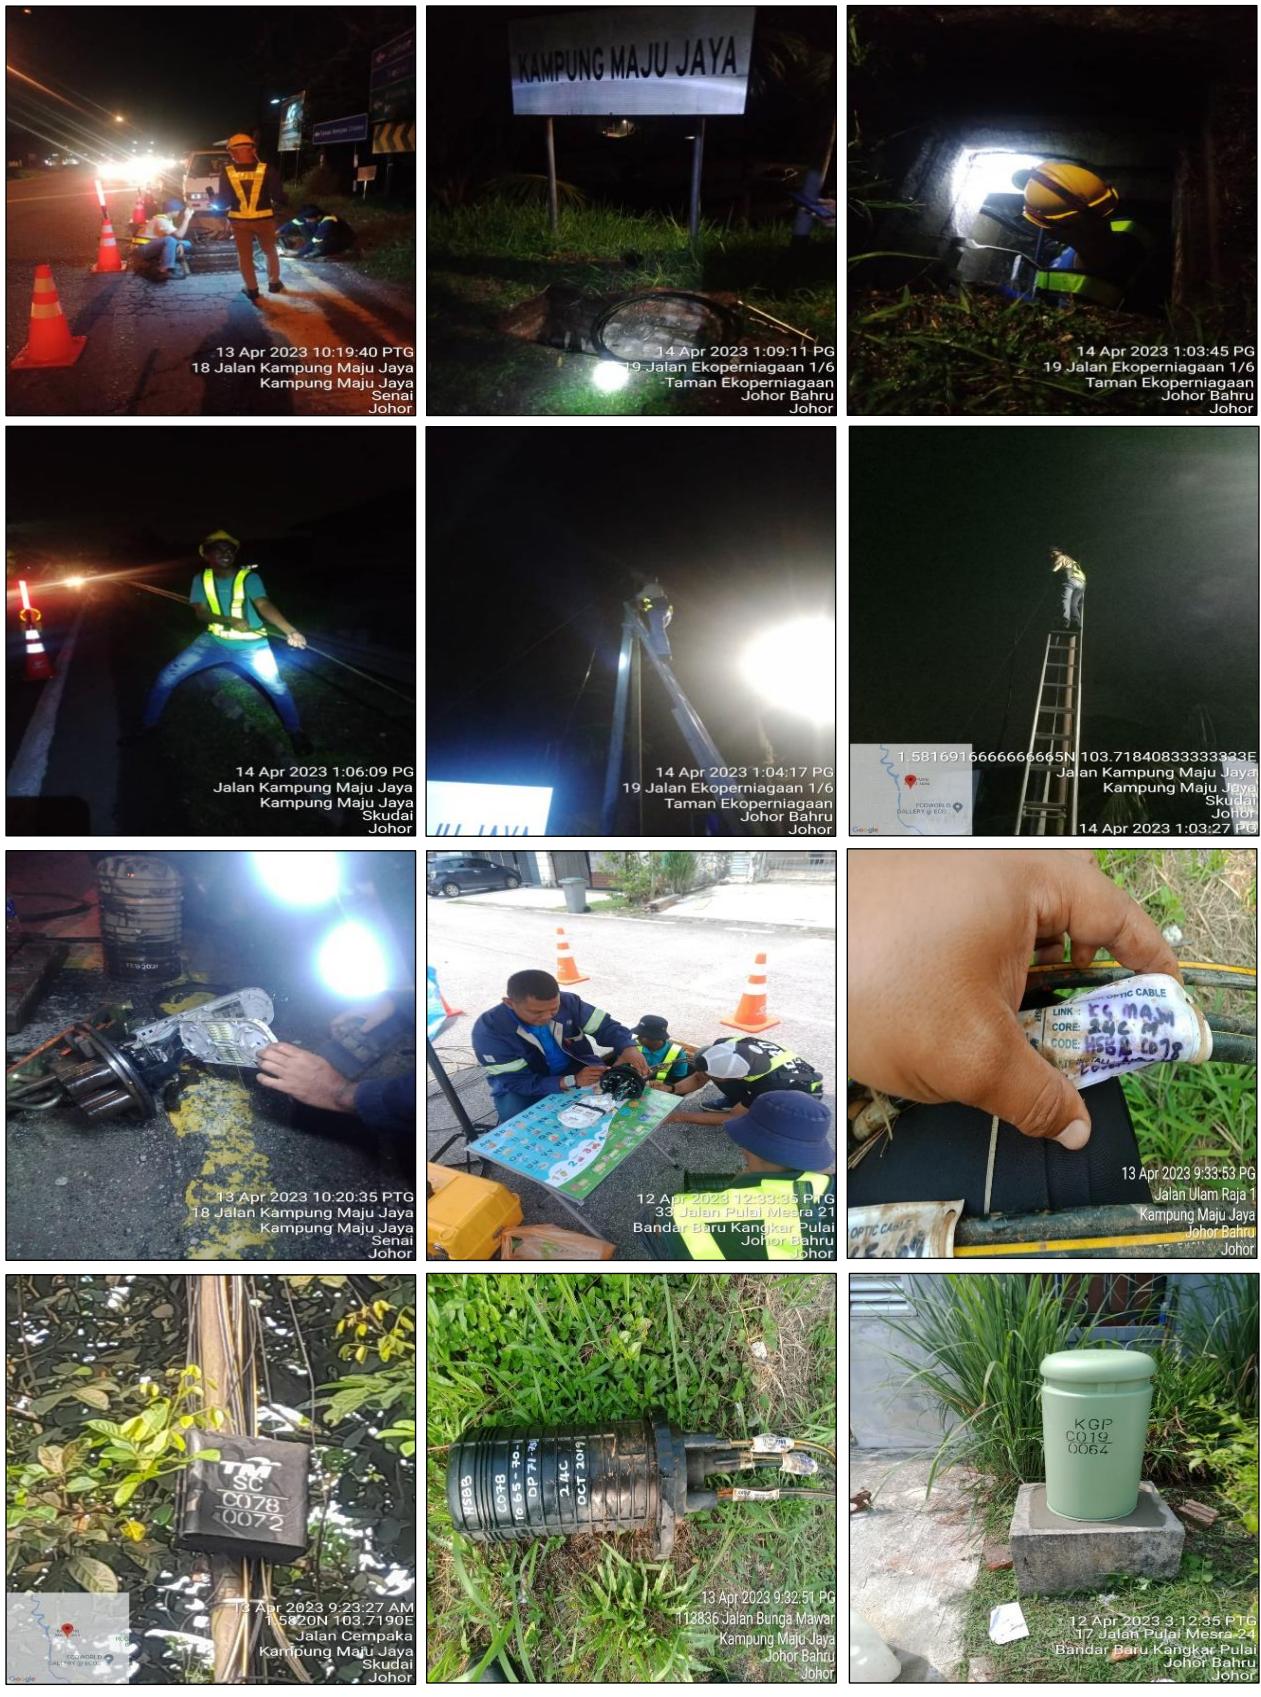 13 Apr 2023 10:19:40 PTG
18 Jalan Kampung Maju Jaya
Kampung Maju Jaya
Senai
Johor
KAMPUNG MAJU JAYA
14 Apr 2023 1:09:11 PG
19 Jalan Ekoperniagaan 1/6
Taman Ekoperniagaan
Johor Bahru
Johor
14 Apr 2023 1:03:45 PG
19 Jalan Ekoperniagaan 1/6
Taman Ekoperniagaan
Johor Bahru
Johor
14 Apr 2023 1:06:09 PG
Jalan Kampung Maju Jaya
Kampung Maju Jaya
Skudai
Johor
14 Apr 2023 1:04:17 PG
19 Jalan Ekoperniagaan 1/6
Taman Ekoperniagaan
Johor Bahru
Johor
1.5816916666666665N 103.71840833333333E
Jalan Kampung Maju Jaya
Kampung Maju Jaya
Skudai
Johor
14 Apr 2023 1:03:27 PG
Google
FEB 2021
13 Apr 2023 10:20:35 PTG
18 Jalan Kampung Maju Jaya
Kampung Maju Jaya
Senai
Johor
12 Apr 2023 12:33:35 PTG
33 Jalan Pulai Mesra 21
Bandar Baru Kangkar Pulai
Johor Bahru
Johor
OPTIC CABLE
LINK : KG MAJU
CORE: 24C
CODE: HSBB C078
OPTIC CABLE
13 Apr 2023 9:33:53 PG
Jalan Ulam Raja 1
Kampung Maju Jaya
Johor Bahru
Johor
TM
SC
C078
0072
13 Apr 2023 9:23:27 AM
1.5820N 103.7190E
Jalan Cempaka
Kampung Maju Jaya
Skudai
Johor
Google
HSBB
C078
DP71-75
24C
OCT 2019
13 Apr 2023 9:32:51 PG
113836 Jalan Bunga Mawar
Kampung Maju Jaya
Johor Bahru
Johor
KGP
C019
0064
12 Apr 2023 3:12:35 PTG
17 Jalan Pulai Mesra 24
Bandar Baru Kangkar Pulai
Johor Bahru
Johor